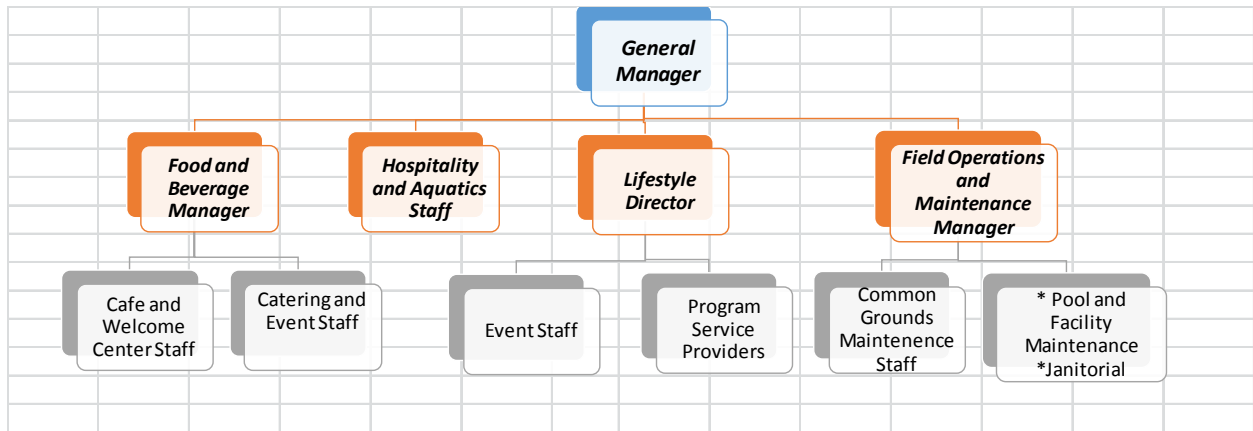 General
Manager
Food and
Beverage
Manager
Hospitality
and Aquatics
Staff
Lifestyle
Director
Field Operations
and
Maintenance
Manager
Cafe and
Welcome
Center Staff
Catering and
Event Staff
Event Staff
Program
Service
Providers
Common
Grounds
Maintenence
Staff
* Pool and
Facility
Maintenance
*Janitorial